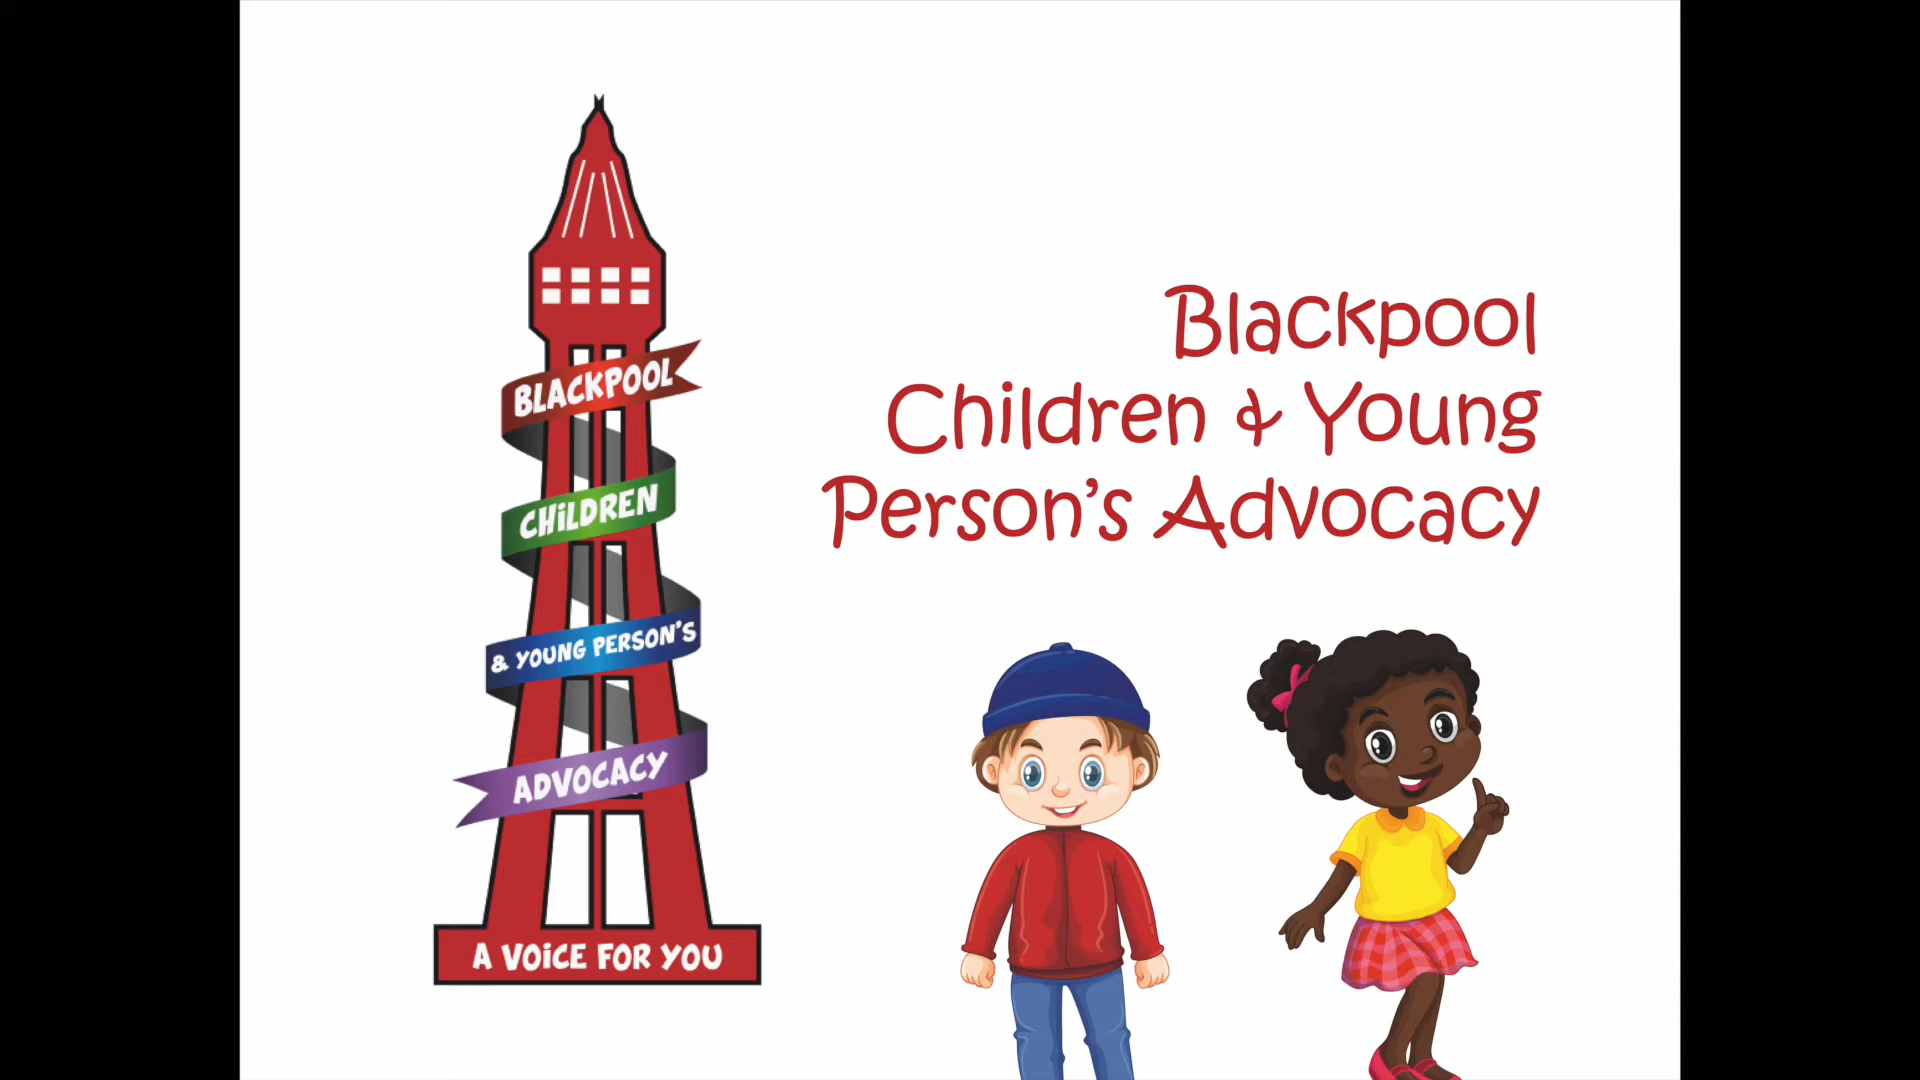 BLACKPOOL
CHiLDREN
& YOUNG PERSON'S
ADVOCACY
A VOiCE FOR YOU
Blackpool
Children & Young
Person's Advocacy